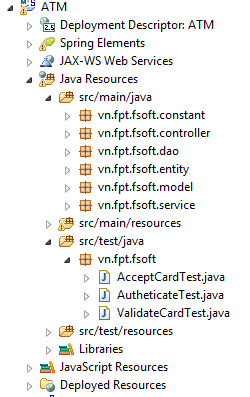 ATM
Deployment Descriptor: ATM
Spring Elements
JAX-WS Web Services
Java Resources
src/main/java
vn.fpt.fsoft.constant
vn.fpt.fsoft.controller
vn.fpt.fsoft.dao
vn.fpt.fsoft.entity
vn.fpt.fsoft.model
vn.fpt.fsoft.service
src/main/resources
src/test/java
vn.fpt.fsoft
AcceptCardTest.java
AutheticateTest.java
ValidateCardTest.java
src/test/resources
Libraries
JavaScript Resources
Deployed Resources